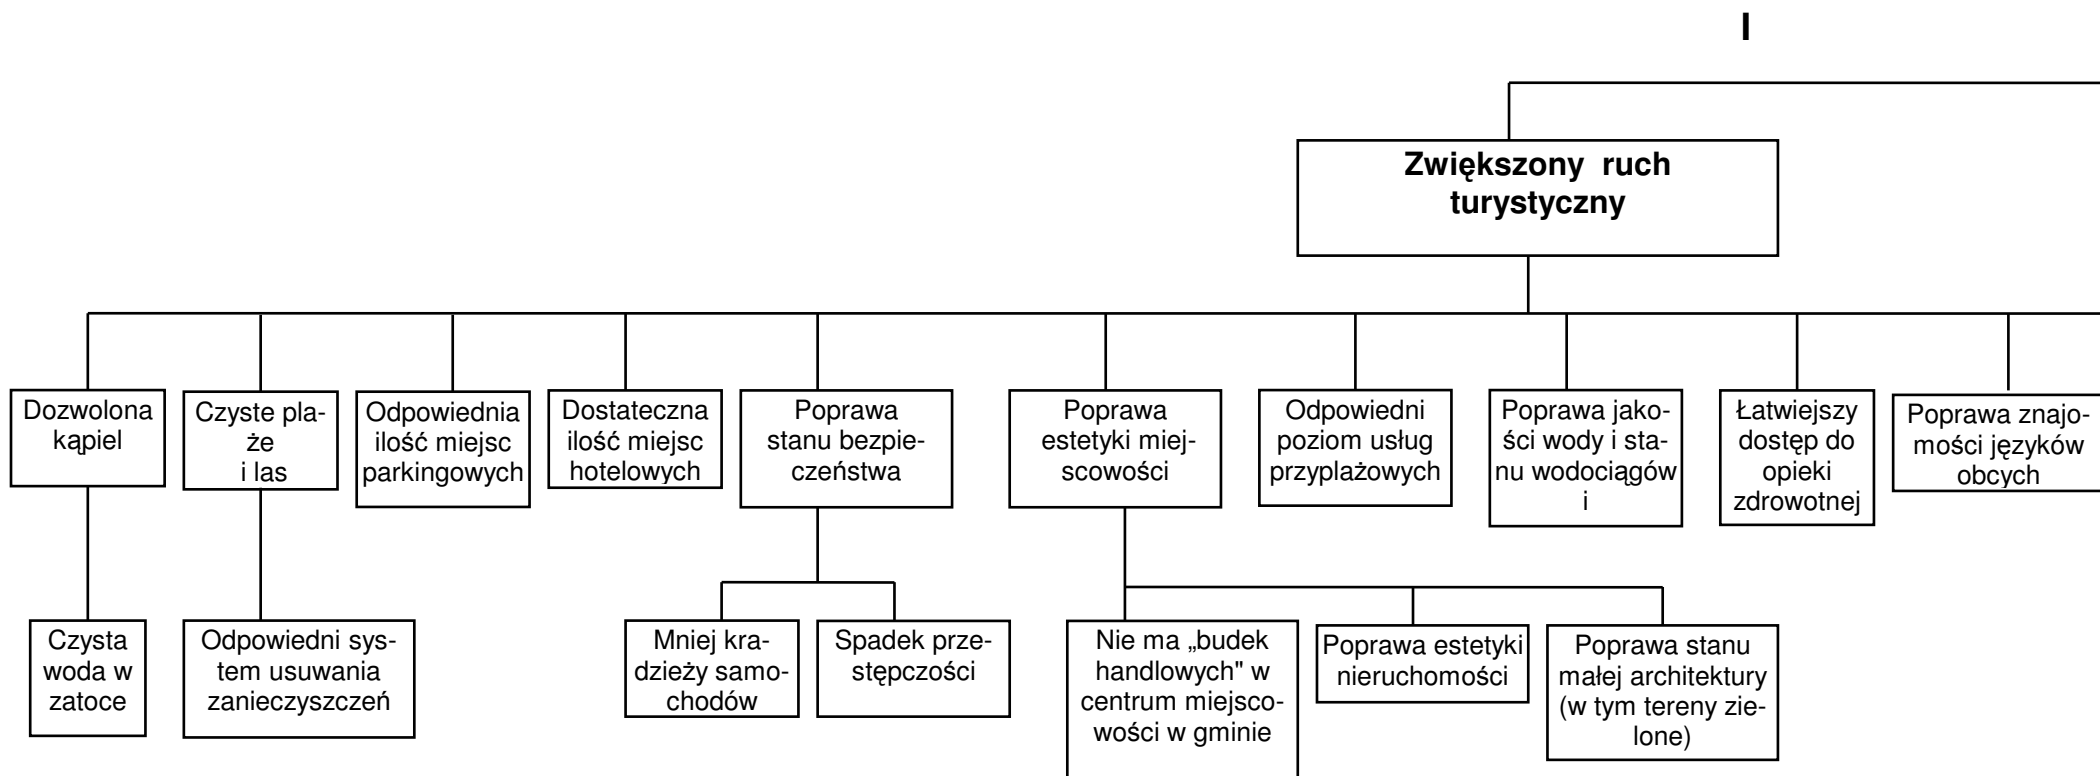 I
Zwiększony ruch
turystyczny
Dozwolona
kąpiel
Czyste pla-
że
i las
Odpowiednia
ilość miejsc
parkingowych
Dostateczna
ilość miejsc
hotelowych
Poprawa
stanu bezpie-
czeństwa
Poprawa
estetyki miej-
scowości
Odpowiedni
poziom usług
przyplażowych
Poprawa jako-
ści wody i sta-
nu wodociągów
i
Łatwiejszy
dostęp do
opieki
zdrowotnej
Poprawa znajo-
mości języków
obcych
Czysta
woda w
zatoce
Odpowiedni sys-
tem usuwania
zanieczyszczeń
Mniej kra-
dzieży samo-
chodów
Spadek prze-
stępczości
Nie ma „budek
handlowych" w
centrum miejsco-
wości w gminie
Poprawa estetyki
nieruchomości
Poprawa stanu
małej architektury
(w tym tereny zie-
lone)